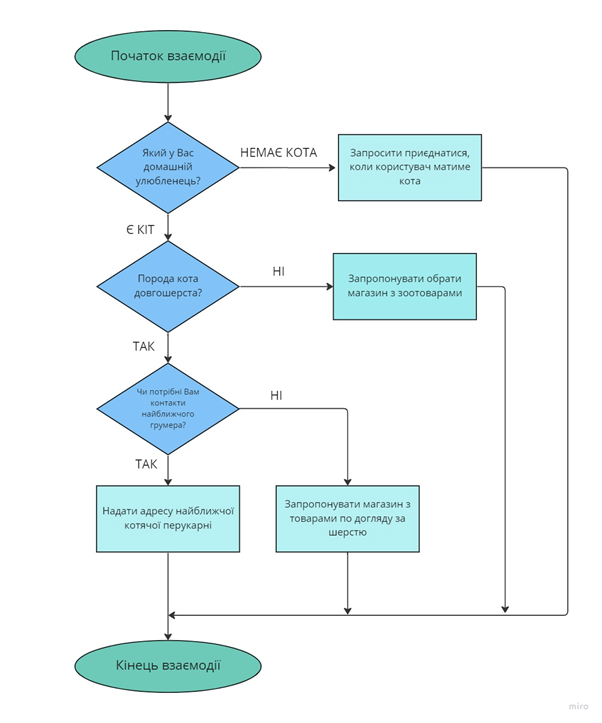 Початок взаємодії
Який у Вас
домашній
улюбленець?
НЕМАЄ КОТА
Запросити приєднатися,
коли користувач матиме
кота
Є КІТ
Порода кота
довгошерста?
НІ
Запропонувати обрати
магазин з зоотоварами
ТАК
Чи потрібні Вам
контакти
найближчого
грумера?
НІ
ТАК
Надати адресу найближчої
котячої перукарні
Запропонувати магазин з
товарами по догляду за
шерстю
Кінець взаємодії
miro